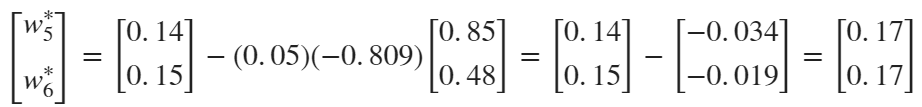 [w₅* w₆*] = [0.14 0.15] − (0.05)(−0.809)[0.85 0.48] = [0.14 0.15] − [−0.034 −0.019] = [0.17 0.17]